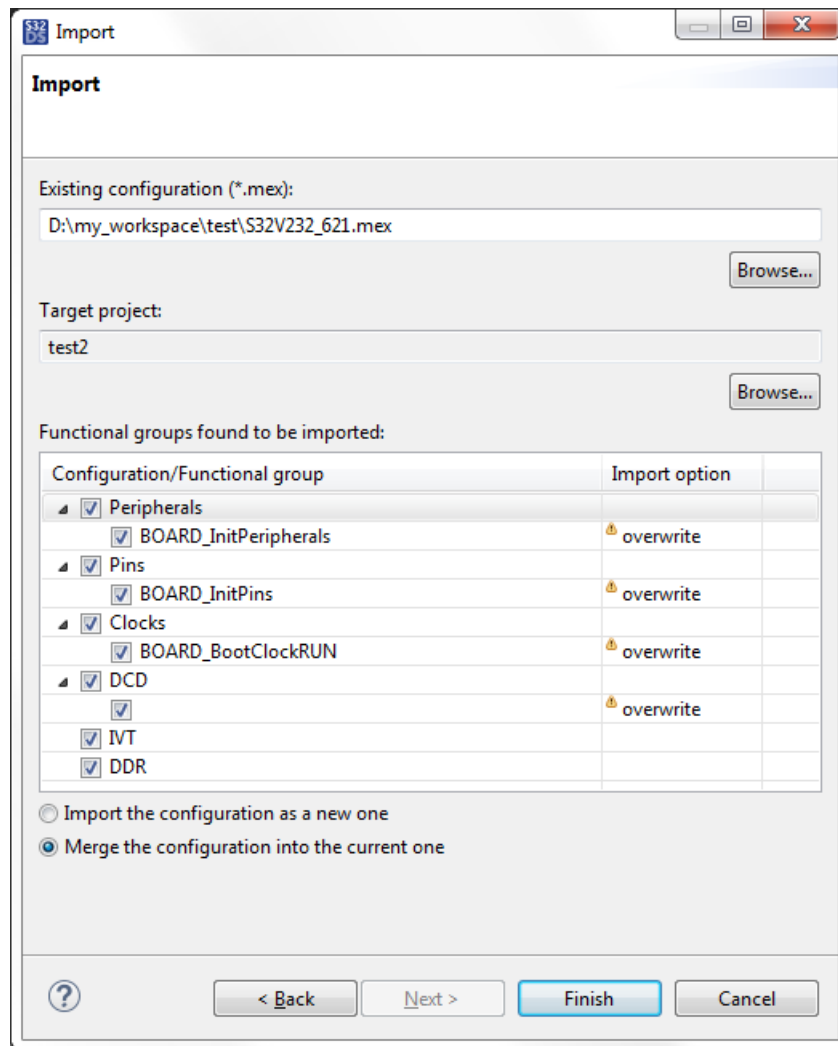 S32 DS Import
Import
Existing configuration (*.mex):
D:\my_workspace\test\S32V232_621.mex
Browse...
Target project:
test2
Browse...
Functional groups found to be imported:
Configuration/Functional group Import option
Peripherals
BOARD_InitPeripherals overwrite
Pins
BOARD_InitPins overwrite
Clocks
BOARD_BootClockRUN overwrite
DCD
overwrite
IVT
DDR
Import the configuration as a new one
Merge the configuration into the current one
? < Back Next > Finish Cancel